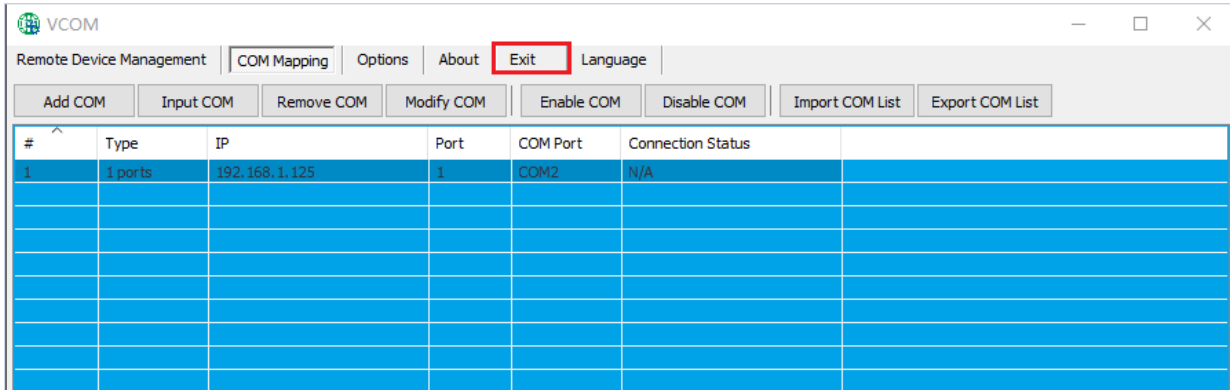 VCOM
Remote Device Management COM Mapping Options About Exit Language
Add COM Input COM Remove COM Modify COM Enable COM Disable COM Import COM List Export COM List
# Type IP Port COM Port Connection Status
1 1 ports 192.168.1.125 1 COM2 N/A